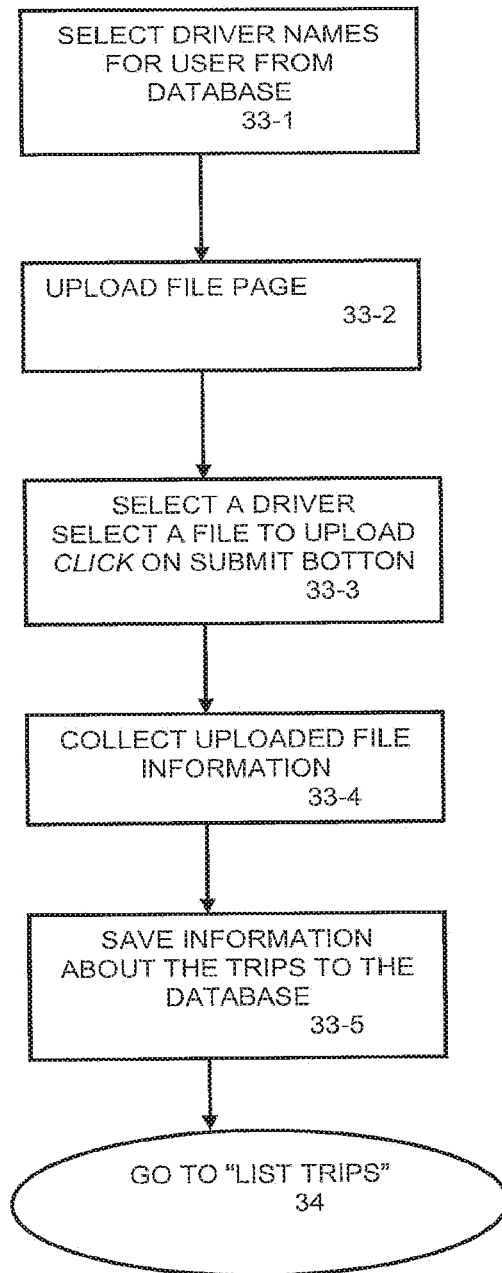 SELECT DRIVER NAMES
FOR USER FROM
DATABASE
33-1
UPLOAD FILE PAGE
33-2
SELECT A DRIVER
SELECT A FILE TO UPLOAD
CLICK ON SUBMIT BOTTON
33-3
COLLECT UPLOADED FILE
INFORMATION
33-4
SAVE INFORMATION
ABOUT THE TRIPS TO THE
DATABASE
33-5
GO TO "LIST TRIPS"
34